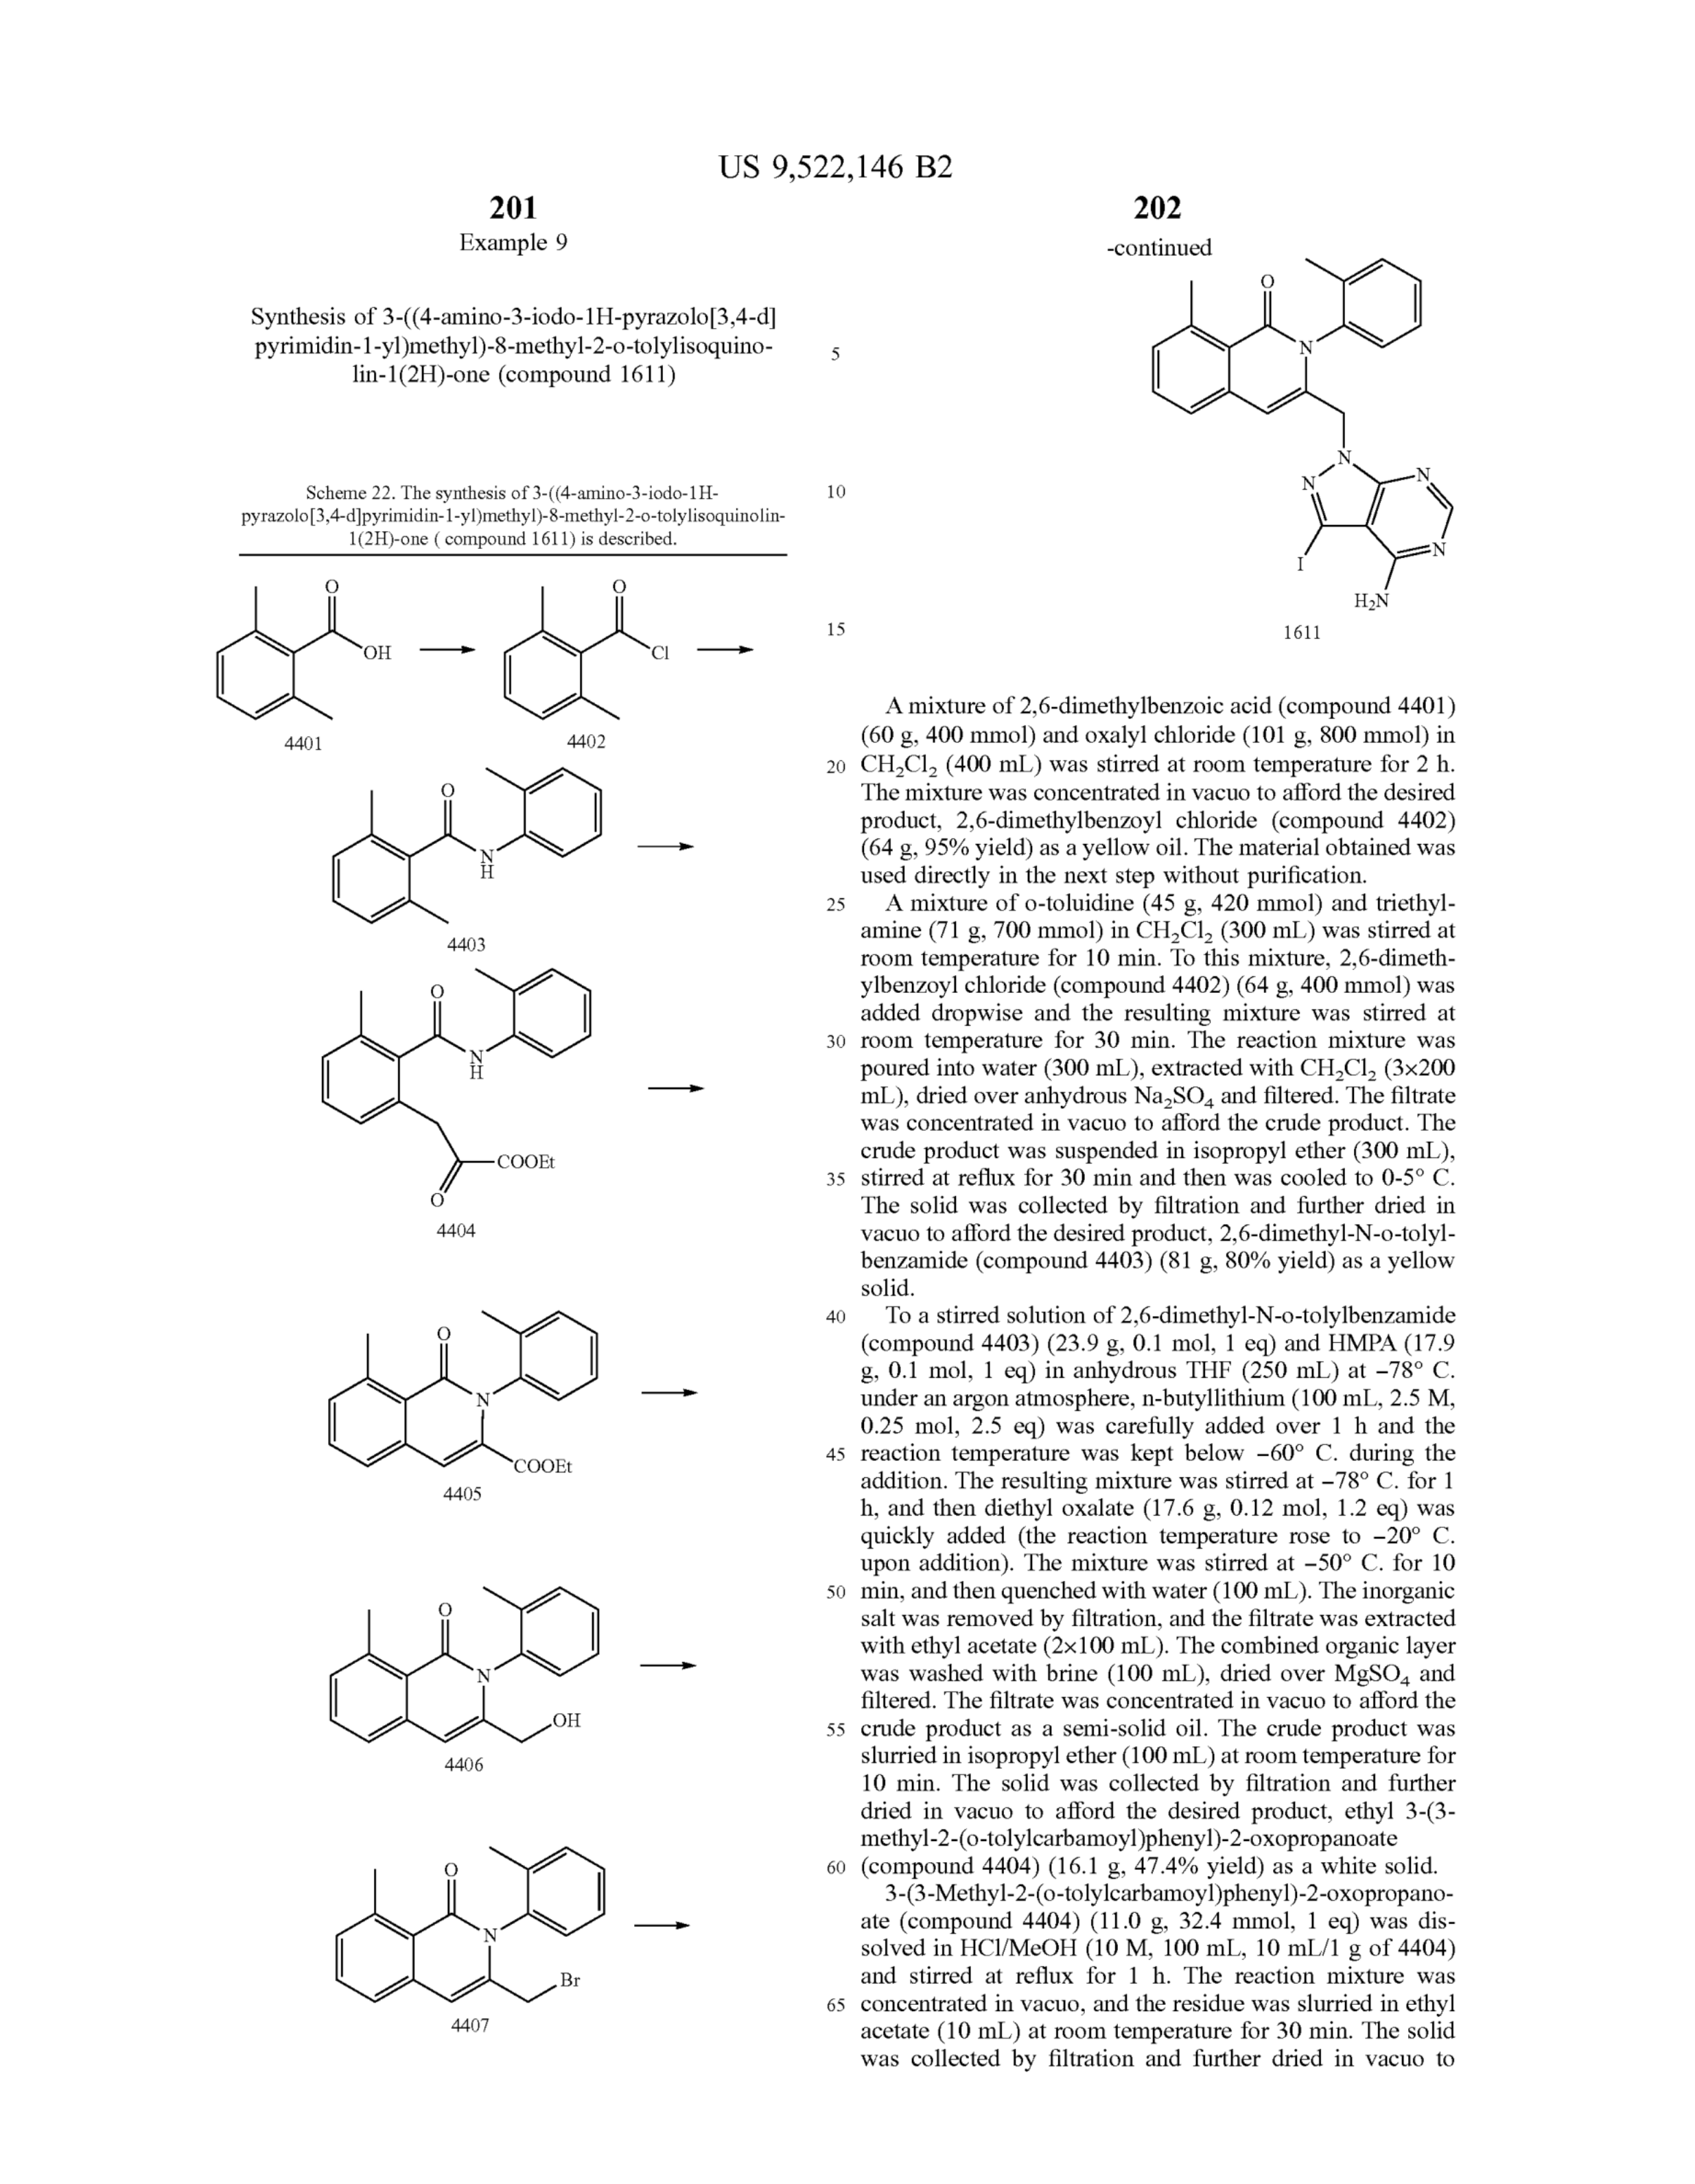 US 9,522,146 B2
201
Example 9
Synthesis of 3-((4-amino-3-iodo-1H-pyrazolo[3,4-d]
pyrimidin-1-yl)methyl)-8-methyl-2-o-tolylisoquino-
lin-1(2H)-one (compound 1611)
Scheme 22. The synthesis of 3-((4-amino-3-iodo-1H-
pyrazolo[3,4-d]pyrimidin-1-yl)methyl)-8-methyl-2-o-tolylisoquinolin-
1(2H)-one ( compound 1611) is described.
O
OH
4401
O
Cl
4402
O
N
H
4403
O
N
H
COOEt
O
4404
O
N
COOEt
4405
O
N
OH
4406
O
N
Br
4407
202
-continued
O
N
N
N
N
N
I
H2N
1611
5
10
15
A mixture of 2,6-dimethylbenzoic acid (compound 4401)
(60 g, 400 mmol) and oxalyl chloride (101 g, 800 mmol) in
20 CH2Cl2 (400 mL) was stirred at room temperature for 2 h.
The mixture was concentrated in vacuo to afford the desired
product, 2,6-dimethylbenzoyl chloride (compound 4402)
(64 g, 95% yield) as a yellow oil. The material obtained was
used directly in the next step without purification.
25 A mixture of o-toluidine (45 g, 420 mmol) and triethyl-
amine (71 g, 700 mmol) in CH2Cl2 (300 mL) was stirred at
room temperature for 10 min. To this mixture, 2,6-dimeth-
ylbenzoyl chloride (compound 4402) (64 g, 400 mmol) was
added dropwise and the resulting mixture was stirred at
30 room temperature for 30 min. The reaction mixture was
poured into water (300 mL), extracted with CH2Cl2 (3×200
mL), dried over anhydrous Na2SO4 and filtered. The filtrate
was concentrated in vacuo to afford the crude product. The
crude product was suspended in isopropyl ether (300 mL),
35 stirred at reflux for 30 min and then was cooled to 0-5° C.
The solid was collected by filtration and further dried in
vacuo to afford the desired product, 2,6-dimethyl-N-o-tolyl-
benzamide (compound 4403) (81 g, 80% yield) as a yellow
solid.
40 To a stirred solution of 2,6-dimethyl-N-o-tolylbenzamide
(compound 4403) (23.9 g, 0.1 mol, 1 eq) and HMPA (17.9
g, 0.1 mol, 1 eq) in anhydrous THF (250 mL) at −78° C.
under an argon atmosphere, n-butyllithium (100 mL, 2.5 M,
0.25 mol, 2.5 eq) was carefully added over 1 h and the
45 reaction temperature was kept below −60° C. during the
addition. The resulting mixture was stirred at −78° C. for 1
h, and then diethyl oxalate (17.6 g, 0.12 mol, 1.2 eq) was
quickly added (the reaction temperature rose to −20° C.
upon addition). The mixture was stirred at −50° C. for 10
50 min, and then quenched with water (100 mL). The inorganic
salt was removed by filtration, and the filtrate was extracted
with ethyl acetate (2×100 mL). The combined organic layer
was washed with brine (100 mL), dried over MgSO4 and
filtered. The filtrate was concentrated in vacuo to afford the
55 crude product as a semi-solid oil. The crude product was
slurried in isopropyl ether (100 mL) at room temperature for
10 min. The solid was collected by filtration and further
dried in vacuo to afford the desired product, ethyl 3-(3-
methyl-2-(o-tolylcarbamoyl)phenyl)-2-oxopropanoate
60 (compound 4404) (16.1 g, 47.4% yield) as a white solid.
3-(3-Methyl-2-(o-tolylcarbamoyl)phenyl)-2-oxopropano-
ate (compound 4404) (11.0 g, 32.4 mmol, 1 eq) was dis-
solved in HCl/MeOH (10 M, 100 mL, 10 mL/1 g of 4404)
and stirred at reflux for 1 h. The reaction mixture was
65 concentrated in vacuo, and the residue was slurried in ethyl
acetate (10 mL) at room temperature for 30 min. The solid
was collected by filtration and further dried in vacuo to